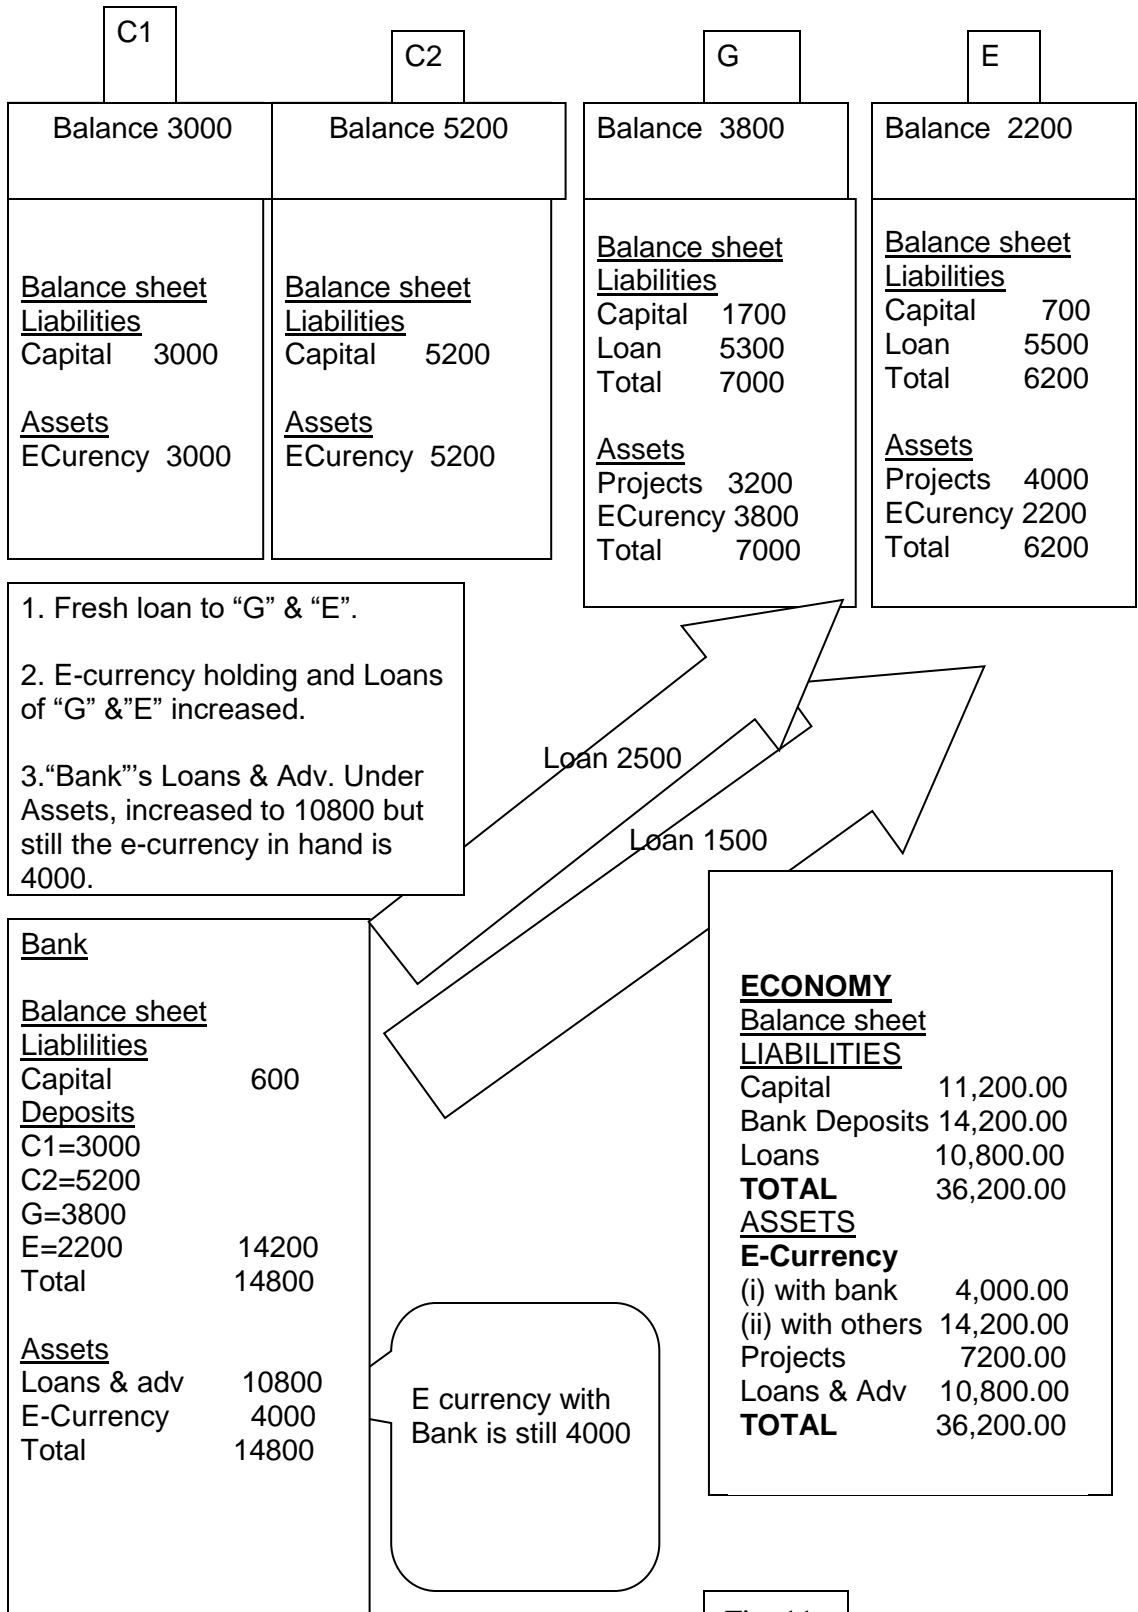 C1
C2
G
E
Balance 3000
Balance 5200
Balance 3800
Balance 2200
Balance sheet
Liabilities
Capital 3000
Assets
ECurency 3000
Balance sheet
Liabilities
Capital 5200
Assets
ECurency 5200
Balance sheet
Liabilities
Capital 1700
Loan 5300
Total 7000
Assets
Projects 3200
ECurency 3800
Total 7000
Balance sheet
Liabilities
Capital 700
Loan 5500
Total 6200
Assets
Projects 4000
ECurency 2200
Total 6200
1. Fresh loan to “G” & “E”.
2. E-currency holding and Loans
of “G” &”E” increased.
3.“Bank”’s Loans & Adv. Under
Assets, increased to 10800 but
still the e-currency in hand is
4000.
Loan 2500
Loan 1500
Bank
Balance sheet
Liablilities
Capital 600
Deposits
C1=3000
C2=5200
G=3800
E=2200 14200
Total 14800
Assets
Loans & adv 10800
E-Currency 4000
Total 14800
E currency with
Bank is still 4000
ECONOMY
Balance sheet
LIABILITIES
Capital 11,200.00
Bank Deposits 14,200.00
Loans 10,800.00
TOTAL 36,200.00
ASSETS
E-Currency
(i) with bank 4,000.00
(ii) with others 14,200.00
Projects 7200.00
Loans & Adv 10,800.00
TOTAL 36,200.00